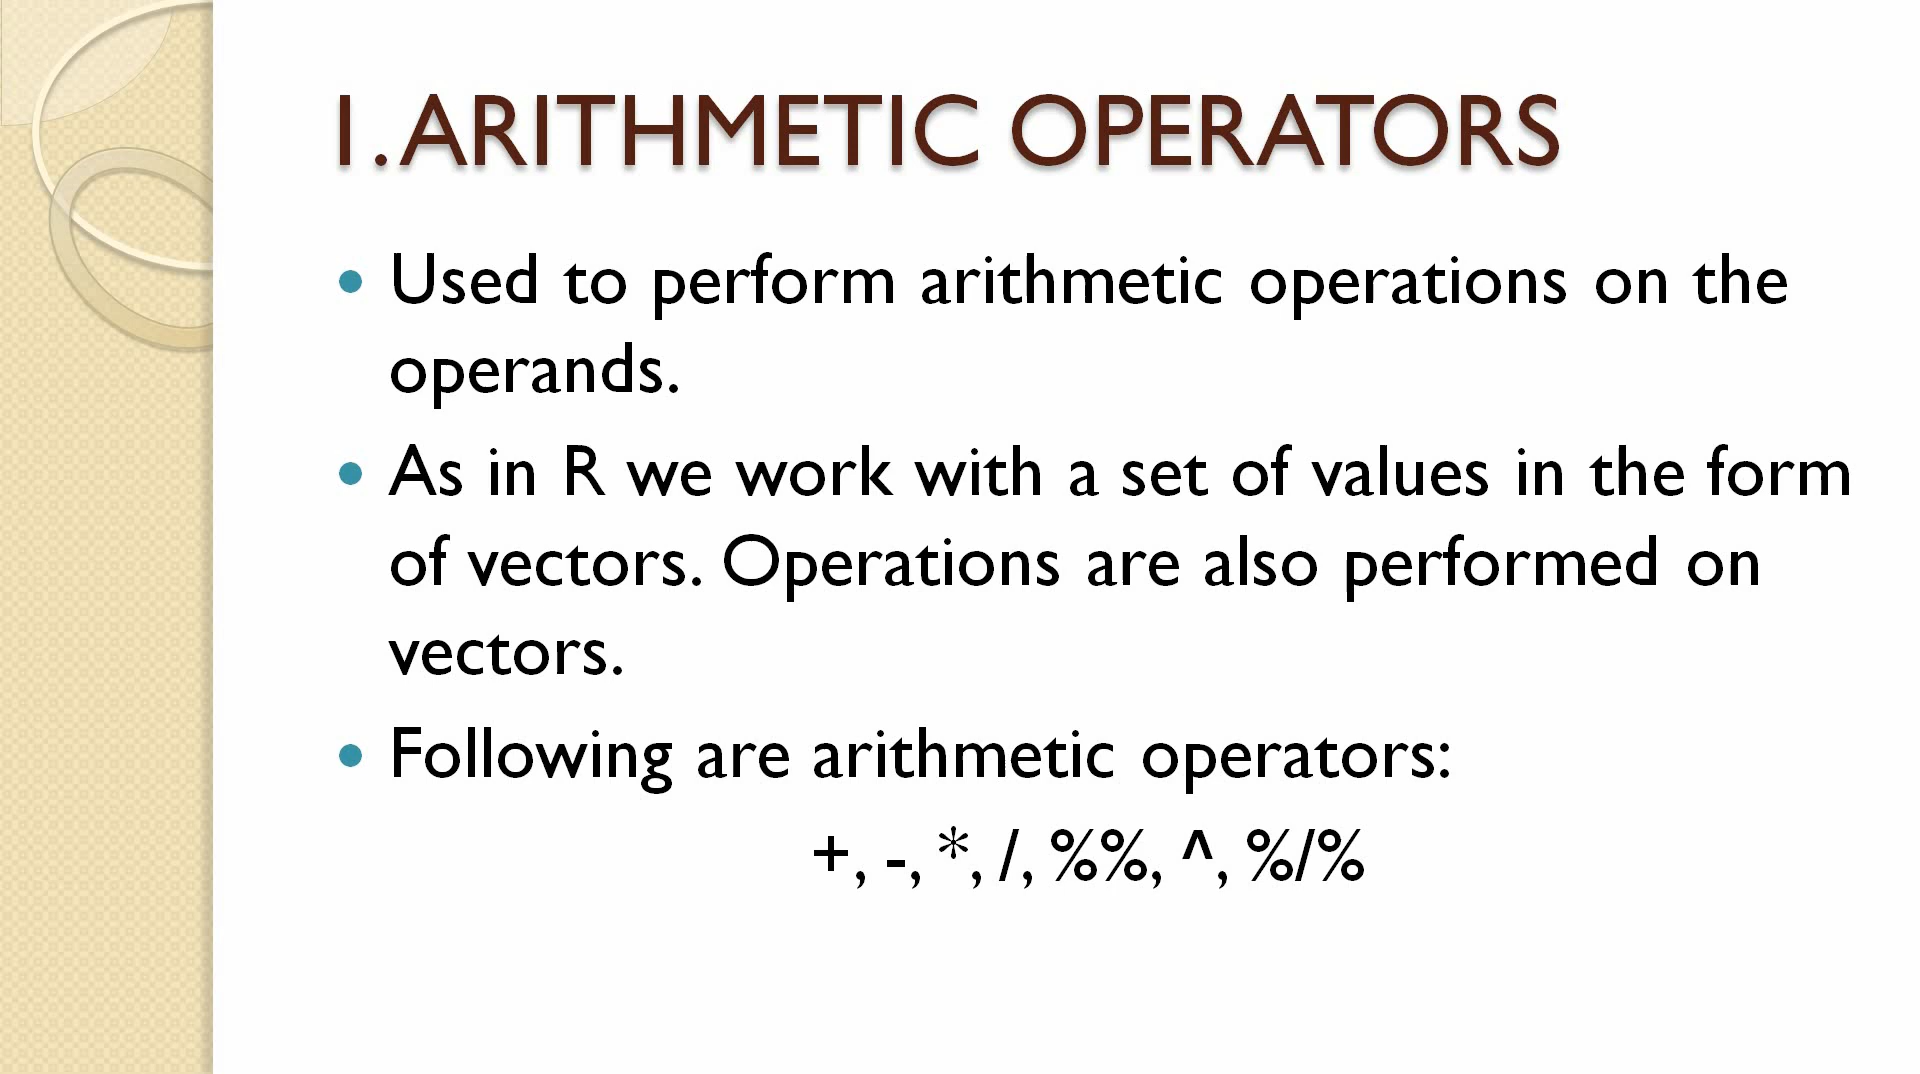 1. ARITHMETIC OPERATORS
• Used to perform arithmetic operations on the
operands.
• As in R we work with a set of values in the form
of vectors. Operations are also performed on
vectors.
• Following are arithmetic operators:
+, -, *, /, %%, ^, %/%